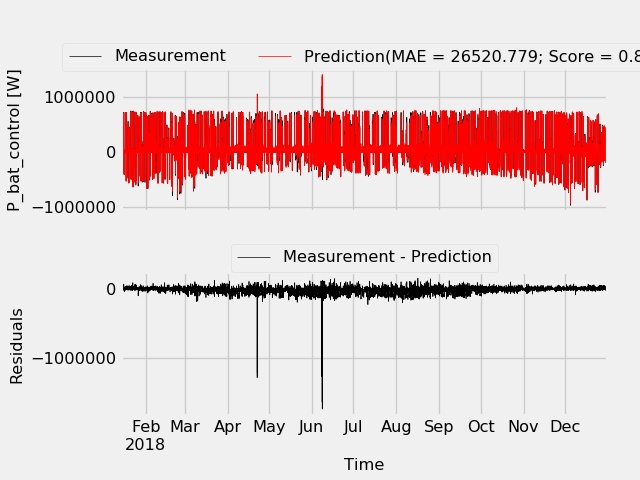 Measurement
Prediction(MAE = 26520.779; Score = 0.8
P_bat_control [W]
1000000
0
−1000000
Measurement - Prediction
Residuals
0
−1000000
Feb Mar Apr May Jun Jul Aug Sep Oct Nov Dec
2018
Time